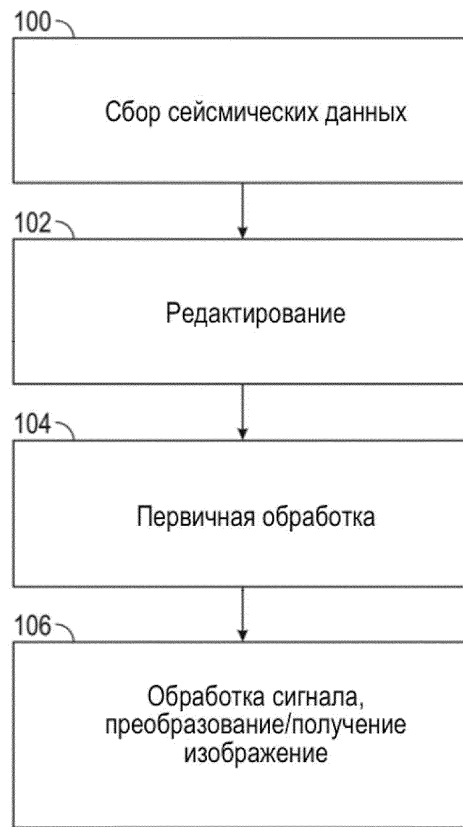 100
Сбор сейсмических данных
102
Редактирование
104
Первичная обработка
106
Обработка сигнала,
преобразование/получение
изображение